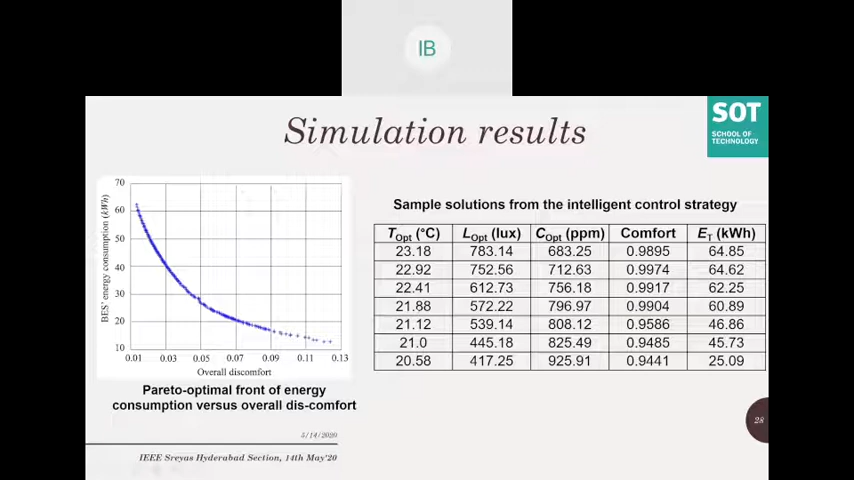 IB
Simulation results
SOT
SCHOOL OF
TECHNOLOGY
BES' energy consumption (kWh)
70
60
50
40
30
20
10
0.01 0.03 0.05 0.07 0.09 0.11 0.13
Overall discomfort
Pareto-optimal front of energy
consumption versus overall dis-comfort
Sample solutions from the intelligent control strategy
TOpt (°C) LOpt (lux) COpt (ppm) Comfort ET (kWh)
23.18 783.14 683.25 0.9895 64.85
22.92 752.56 712.63 0.9974 64.62
22.41 612.73 756.18 0.9917 62.25
21.88 572.22 796.97 0.9904 60.89
21.12 539.14 808.12 0.9586 46.86
21.0 445.18 825.49 0.9485 45.73
20.58 417.25 925.91 0.9441 25.09
28
5/14/2020
IEEE Sreyas Hyderabad Section, 14th May'20